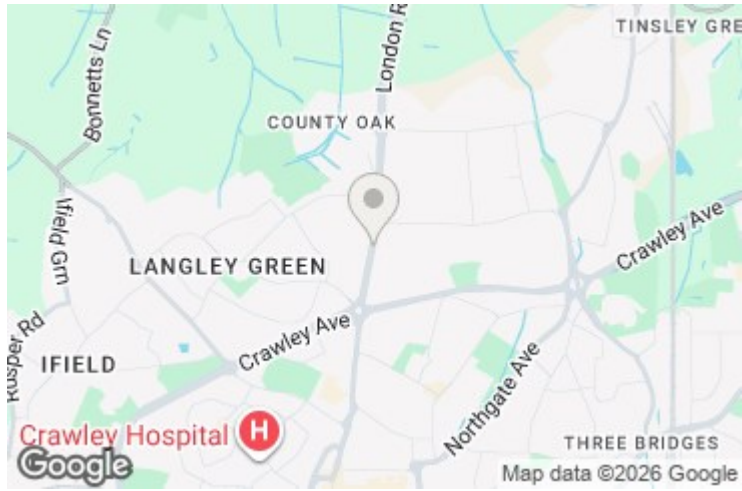 TINSLEY GRE
London R
Bonnetts Ln
COUNTY OAK
Ifield Grn
LANGLEY GREEN
Crawley Ave
Crawley Ave
Rusper Rd
IFIELD
Northgate Ave
Crawley Hospital
H
THREE BRIDGES
Google
Map data ©2026 Google